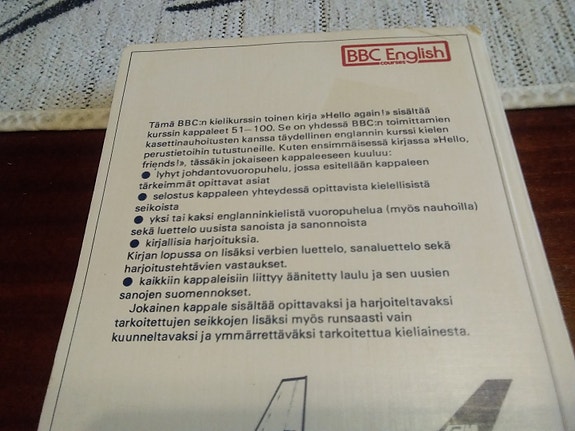 BBC English
courses
Tämä BBC:n kielikurssin toinen kirja »Hello again!» sisältää
kurssin kappaleet 51—100. Se on yhdessä BBC:n toimittamien
kasettinauhoitusten kanssa täydellinen englannin kurssi kielen
perustietoihin tutustuneille. Kuten ensimmäisessä kirjassa »Hello,
friends!», tässäkin jokaiseen kappaleeseen kuuluu:
● lyhyt johdantovuoropuhelu, jossa esitellään kappaleen
tärkeimmät opittavat asiat
● selostus kappaleen yhteydessä opittavista kielellisistä
seikoista
● yksi tai kaksi englanninkielistä vuoropuhelua (myös nauhoilla)
sekä luettelo uusista sanoista ja sanonnoista
● kirjallisia harjoituksia.
Kirjan lopussa on lisäksi verbien luettelo, sanaluettelo sekä
harjoitustehtävien vastaukset.
● kaikkiin kappaleisiin liittyy äänitetty laulu ja sen uusien
sanojen suomennokset.
Jokainen kappale sisältää opittavaksi ja harjoiteltavaksi
tarkoitettujen seikkojen lisäksi myös runsaasti vain
kuunneltavaksi ja ymmärrettäväksi tarkoitettua kieliainesta.